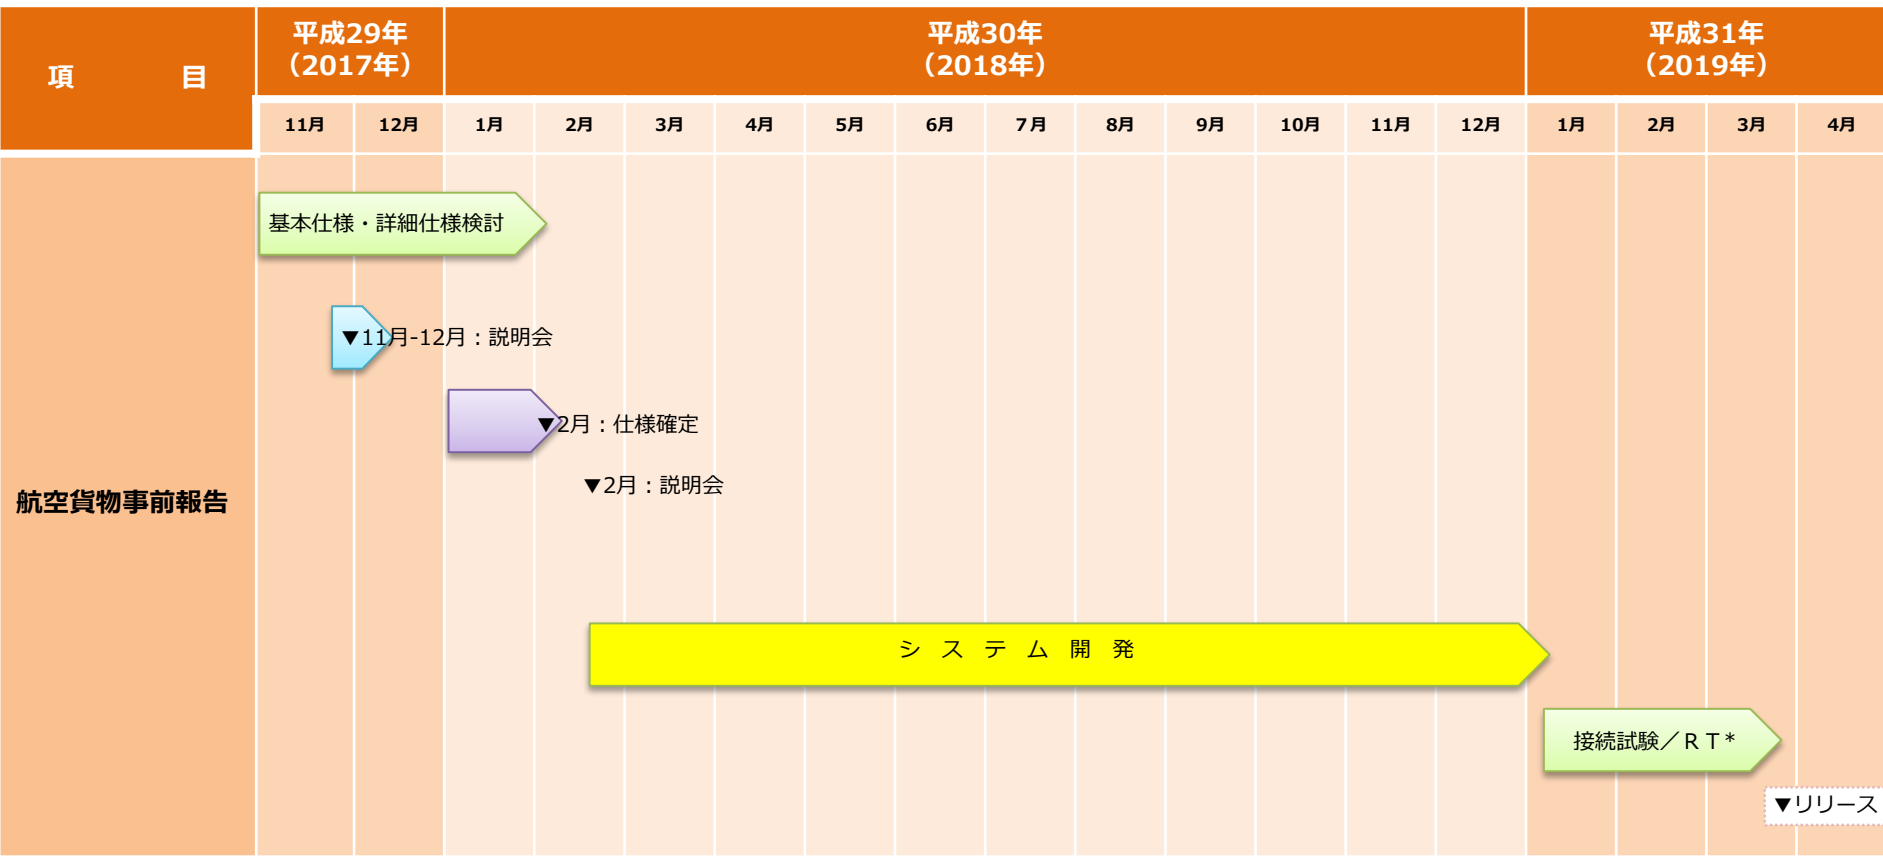 項　　　目
平成29年
（2017年）
平成30年
（2018年）
平成31年
（2019年）
11月 12月 1月 2月 3月 4月 5月 6月 7月 8月 9月 10月 11月 12月 1月 2月 3月 4月
航空貨物事前報告
基本仕様・詳細仕様検討
▼11月-12月：説明会
▼2月：仕様確定
▼2月：説明会
シ ス テ ム 開 発
接続試験／ＲＴ*
▼リリース